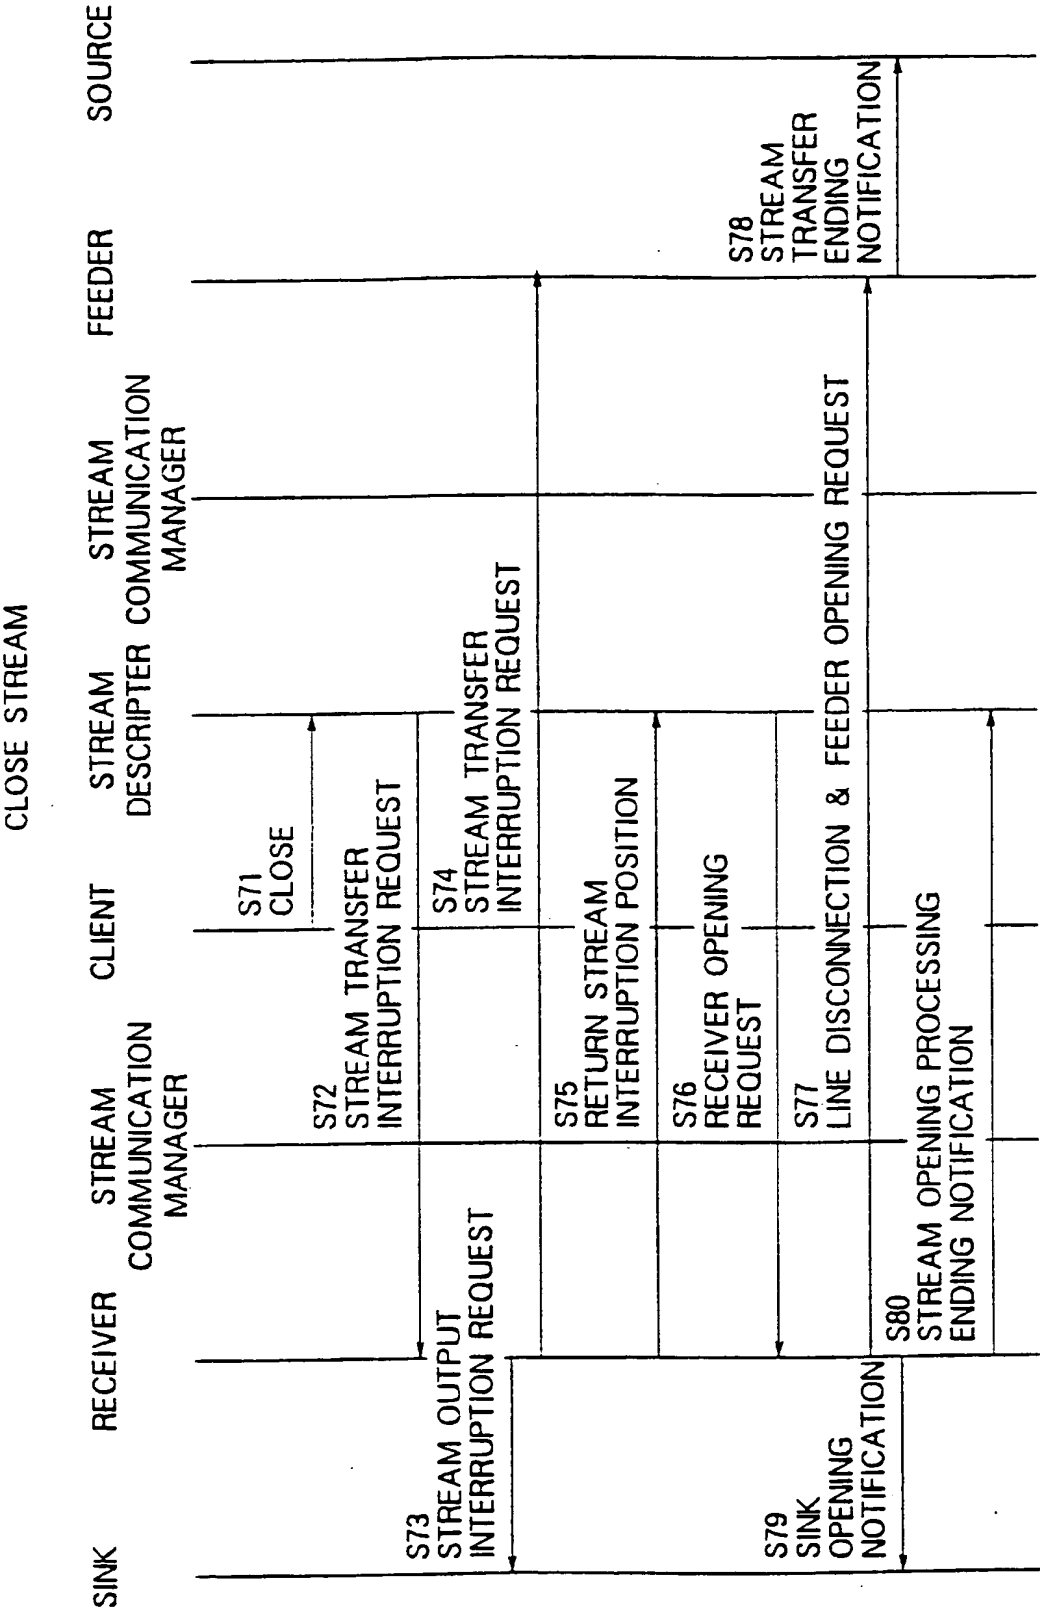 CLOSE STREAM
SINK
RECEIVER
STREAM
COMMUNICATION
MANAGER
CLIENT
STREAM
DESCRIPTER
STREAM
COMMUNICATION
MANAGER
FEEDER
SOURCE
S71
CLOSE
S72
STREAM TRANSFER
INTERRUPTION REQUEST
S73
STREAM OUTPUT
INTERRUPTION REQUEST
S74
STREAM TRANSFER
INTERRUPTION REQUEST
S75
RETURN STREAM
INTERRUPTION POSITION
S76
RECEIVER OPENING
REQUEST
S77
LINE DISCONNECTION & FEEDER OPENING REQUEST
S78
STREAM
TRANSFER
ENDING
NOTIFICATION
S79
SINK
OPENING
NOTIFICATION
S80
STREAM OPENING PROCESSING
ENDING NOTIFICATION